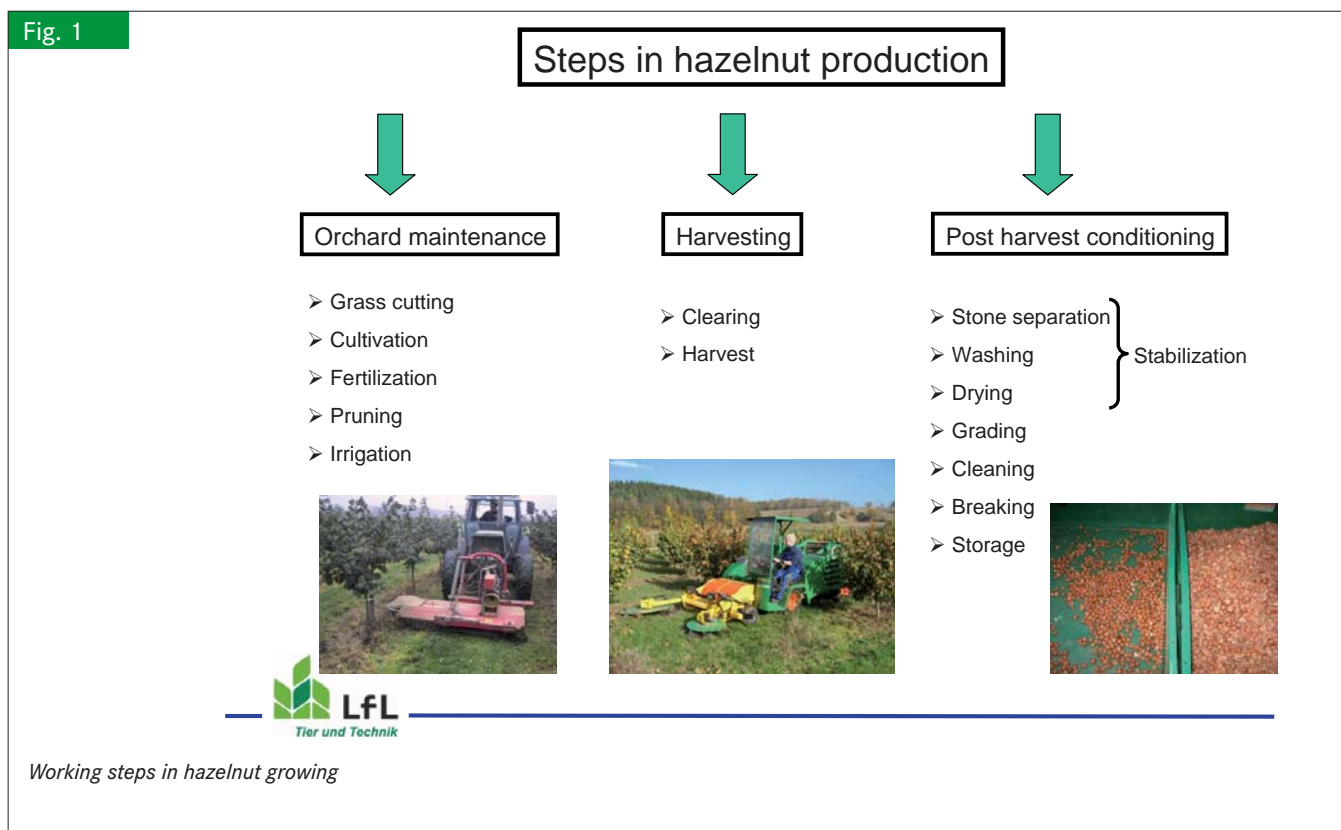 Fig. 1
Steps in hazelnut production
Orchard maintenance
➢ Grass cutting
➢ Cultivation
➢ Fertilization
➢ Pruning
➢ Irrigation
Harvesting
➢ Clearing
➢ Harvest
Post harvest conditioning
➢ Stone separation
➢ Washing
➢ Drying
Stabilization
➢ Grading
➢ Cleaning
➢ Breaking
➢ Storage
LfL
Tier und Technik
Working steps in hazelnut growing